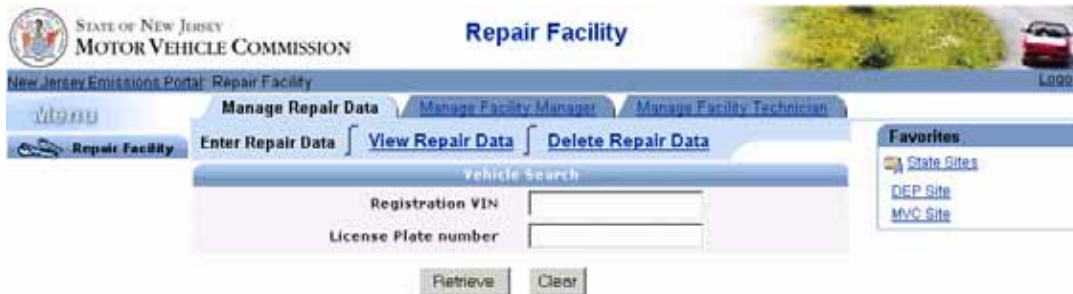 STATE OF NEW JERSEY
MOTOR VEHICLE COMMISSION
Repair Facility
New Jersey Emissions Portal: Repair Facility
Logo
Menu
Manage Repair Data
Manage Facility Manager
Manage Facility Technician
Repair Facility
Enter Repair Data
View Repair Data
Delete Repair Data
Favorites
State Sites
DEP Site
MVC Site
Vehicle Search
Registration VIN
License Plate number
Retrieve
Clear